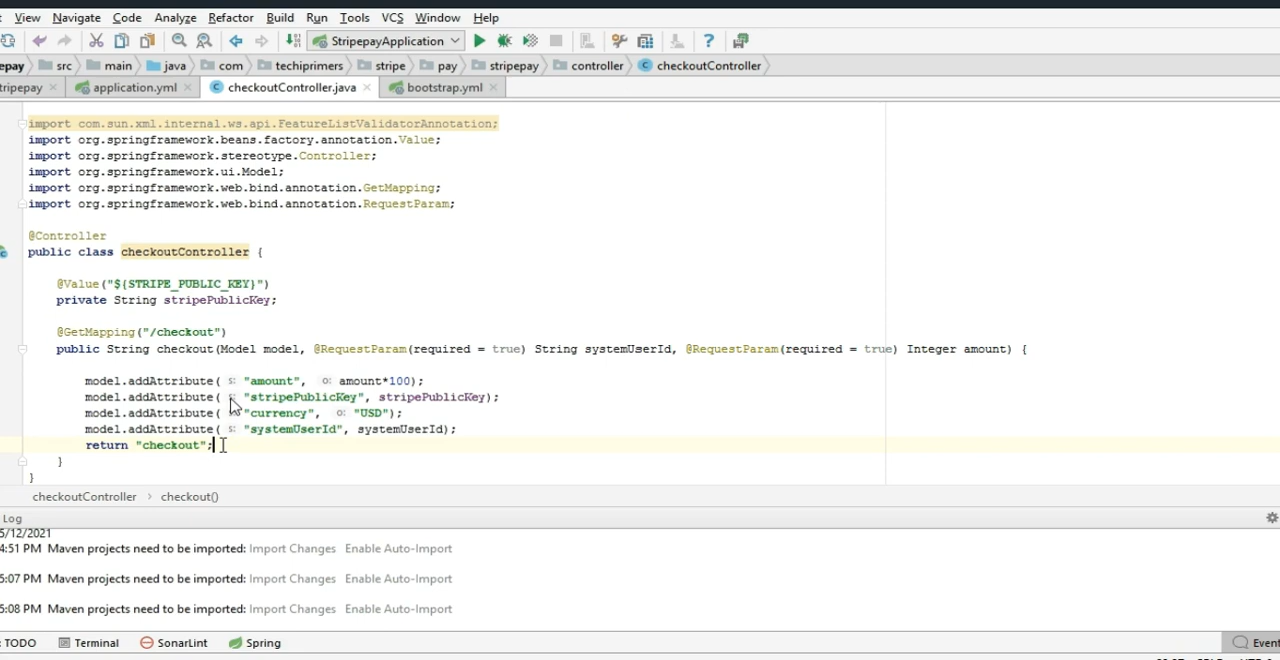 View Navigate Code Analyze Refactor Build Run Tools VCS Window Help
StripepayApplication
epay src main java com techiprimers stripe pay stripepay controller checkoutController
tripepay application.yml checkoutController.java bootstrap.yml
import com.sun.xml.internal.ws.api.FeatureListValidatorAnnotation;
import org.springframework.beans.factory.annotation.Value;
import org.springframework.stereotype.Controller;
import org.springframework.ui.Model;
import org.springframework.web.bind.annotation.GetMapping;
import org.springframework.web.bind.annotation.RequestParam;
@Controller
public class checkoutController {
@Value("${STRIPE_PUBLIC_KEY}")
private String stripePublicKey;
@GetMapping("/checkout")
public String checkout(Model model, @RequestParam(required = true) String systemUserId, @RequestParam(required = true) Integer amount) {
model.addAttribute( s: "amount", o: amount*100);
model.addAttribute( s: "stripePublicKey", stripePublicKey);
model.addAttribute( "currency", o: "USD");
model.addAttribute( s: "systemUserId", systemUserId);
return "checkout";
}
}
checkoutController › checkout()
Log
5/12/2021
4:51 PM Maven projects need to be imported: Import Changes Enable Auto-Import
5:07 PM Maven projects need to be imported: Import Changes Enable Auto-Import
5:08 PM Maven projects need to be imported: Import Changes Enable Auto-Import
: TODO Terminal SonarLint Spring Event